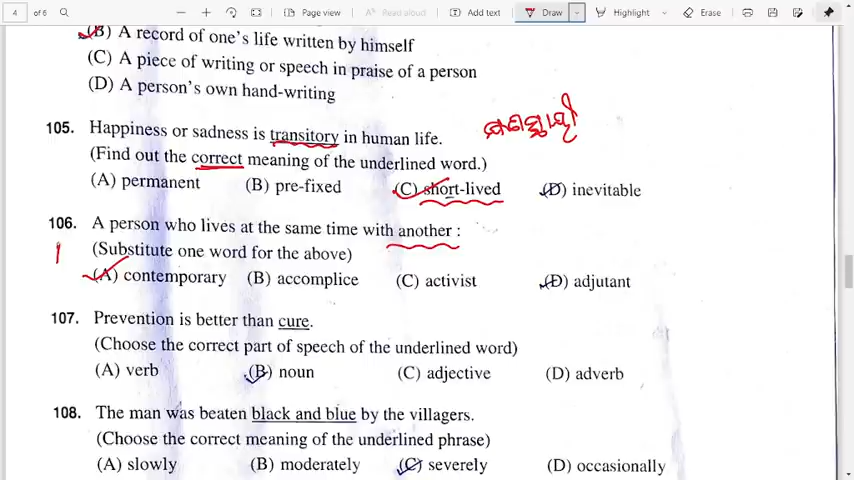 4 of 6 Page view Read aloud Add text Draw Highlight Erase
(B) A record of one's life written by himself
(C) A piece of writing or speech in praise of a person
(D) A person's own hand-writing
105. Happiness or sadness is transitory in human life.
(Find out the correct meaning of the underlined word.)
(A) permanent (B) pre-fixed (C) short-lived (D) inevitable
106. A person who lives at the same time with another :
(Substitute one word for the above)
(A) contemporary (B) accomplice (C) activist (D) adjutant
107. Prevention is better than cure.
(Choose the correct part of speech of the underlined word)
(A) verb (B) noun (C) adjective (D) adverb
108. The man was beaten black and blue by the villagers.
(Choose the correct meaning of the underlined phrase)
(A) slowly (B) moderately (C) severely (D) occasionally